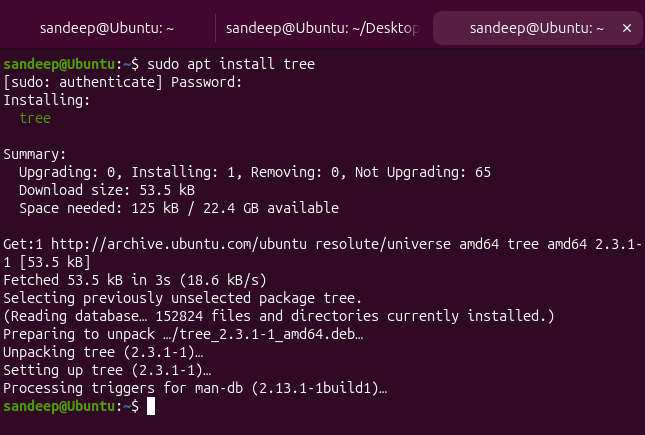 sandeep@Ubuntu: ~
sandeep@Ubuntu: ~/Desktop
sandeep@Ubuntu: ~
sandeep@Ubuntu:~$ sudo apt install tree
[sudo: authenticate] Password:
Installing:
  tree
Summary:
  Upgrading: 0, Installing: 1, Removing: 0, Not Upgrading: 65
  Download size: 53.5 kB
  Space needed: 125 kB / 22.4 GB available
Get:1 http://archive.ubuntu.com/ubuntu resolute/universe amd64 tree amd64 2.3.1-
1 [53.5 kB]
Fetched 53.5 kB in 3s (18.6 kB/s)
Selecting previously unselected package tree.
(Reading database… 152824 files and directories currently installed.)
Preparing to unpack …/tree_2.3.1-1_amd64.deb…
Unpacking tree (2.3.1-1)…
Setting up tree (2.3.1-1)…
Processing triggers for man-db (2.13.1-1build1)…
sandeep@Ubuntu:~$